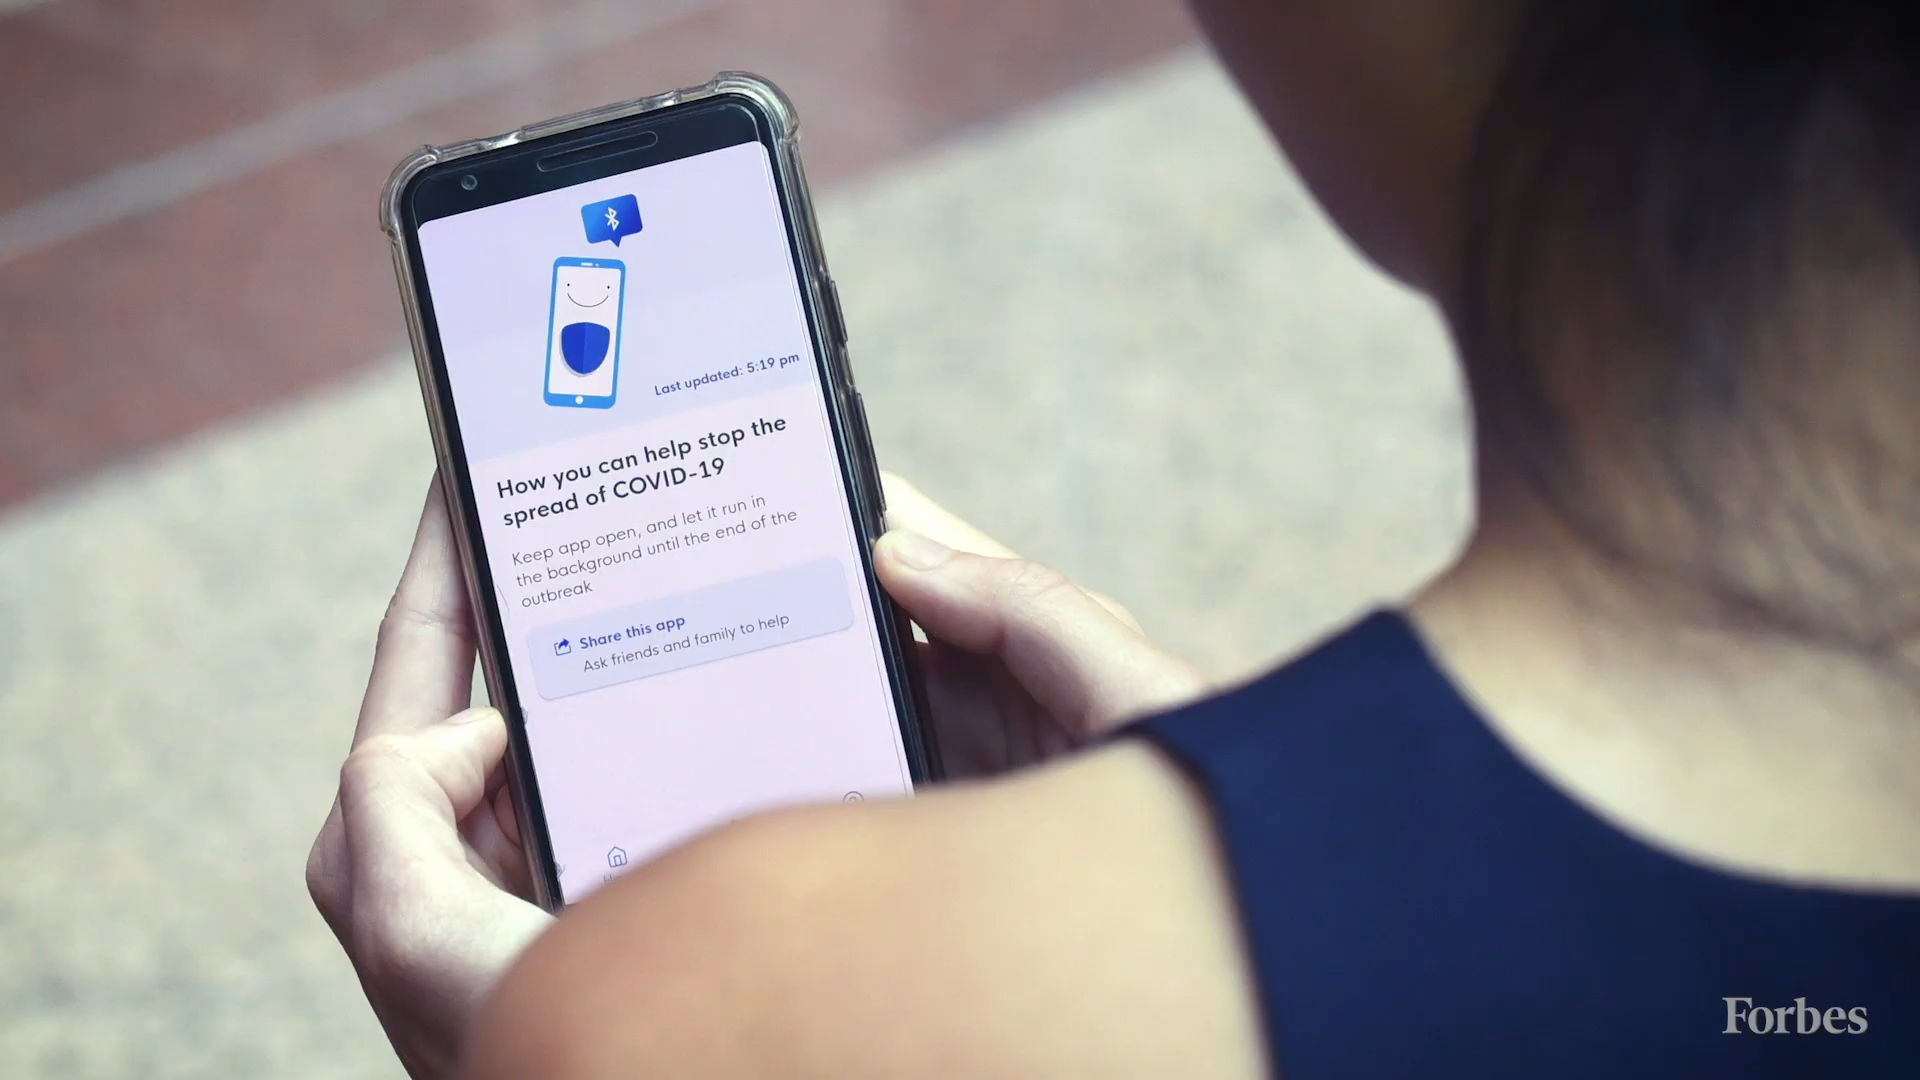 Last updated: 5:19 pm
How you can help stop the
spread of COVID-19
Keep app open, and let it run in
the background until the end of the
outbreak
Share this app
Ask friends and family to help
Forbes